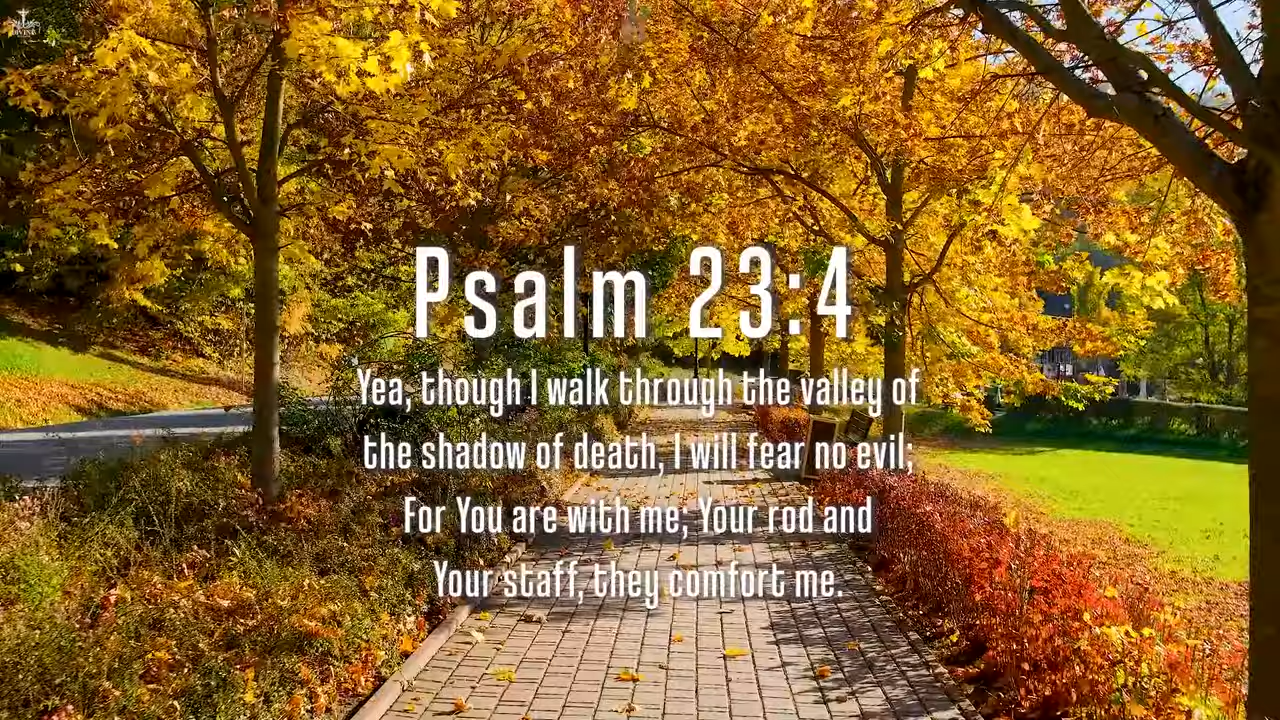 Psalm 23:4
Yea, though I walk through the valley of
the shadow of death, I will fear no evil;
For You are with me; Your rod and
Your staff, they comfort me.